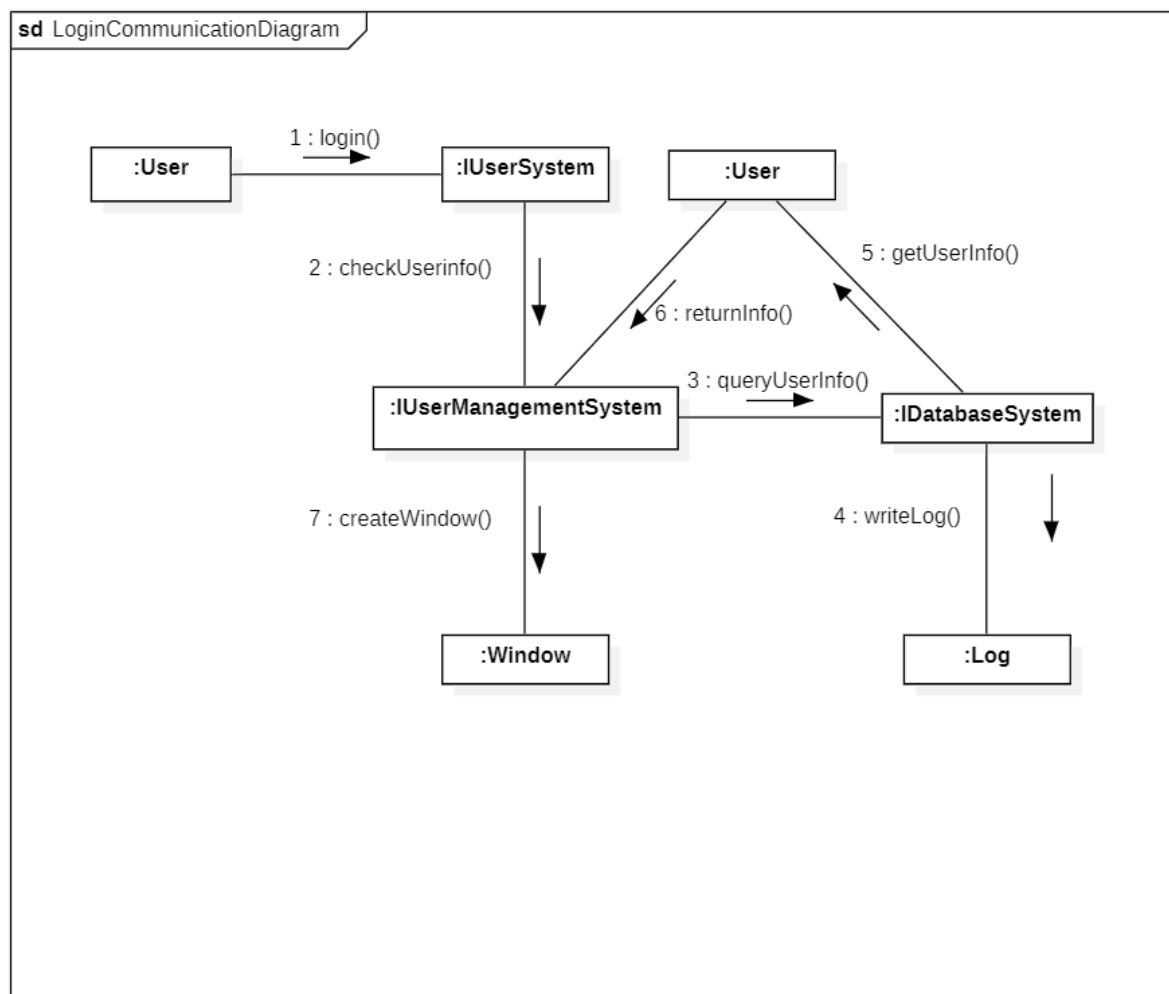 sd LoginCommunicationDiagram
1 : login()
:User
:IUserSystem
:User
2 : checkUserinfo()
5 : getUserInfo()
6 : returnInfo()
3 : queryUserInfo()
:IUserManagementSystem
:IDatabaseSystem
7 : createWindow()
4 : writeLog()
:Window
:Log